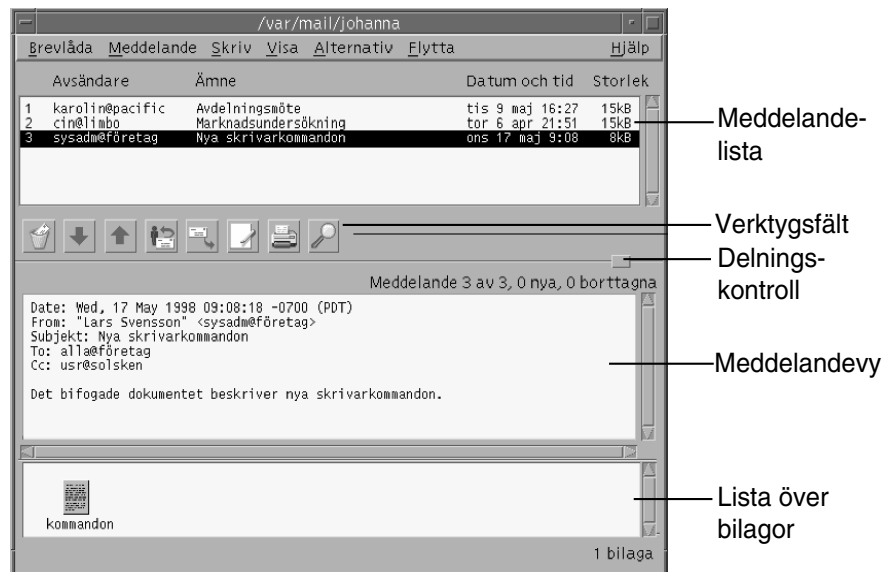 /var/mail/johanna
Brevlåda Meddelande Skriv Visa Alternativ Flytta Hjälp
Avsändare Ämne Datum och tid Storlek
1 karolin@pacific Avdelningsmöte tis 9 maj 16:27 15kB
2 cin@limbo Marknadsundersökning tor 6 apr 21:51 15kB
3 sysadm@företag Nya skrivarkommandon ons 17 maj 9:08 8kB
Meddelande-
lista
Verktygsfält
Delnings-
kontroll
Meddelande 3 av 3, 0 nya, 0 borttagna
Date: Wed, 17 May 1998 09:08:18 -0700 (PDT)
From: "Lars Svensson" <sysadm@företag>
Subjekt: Nya skrivarkommandon
To: alla@företag
Cc: usr@solsken
Det bifogade dokumentet beskriver nya skrivarkommandon.
Meddelandevy
kommandon
Lista över
bilagor
1 bilaga